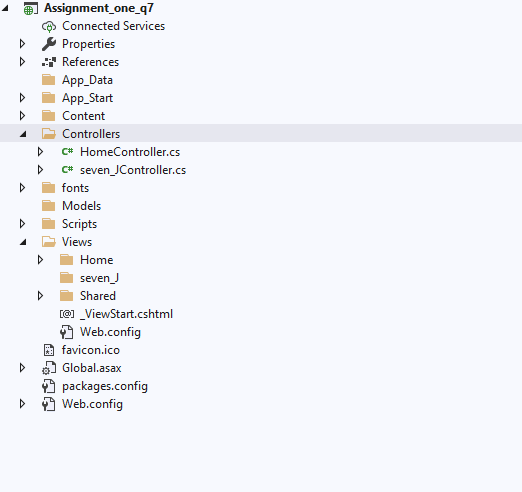 Assignment_one_q7
Connected Services
Properties
References
App_Data
App_Start
Content
Controllers
C# HomeController.cs
C# seven_JController.cs
fonts
Models
Scripts
Views
Home
seven_J
Shared
[@] _ViewStart.cshtml
Web.config
favicon.ico
Global.asax
packages.config
Web.config